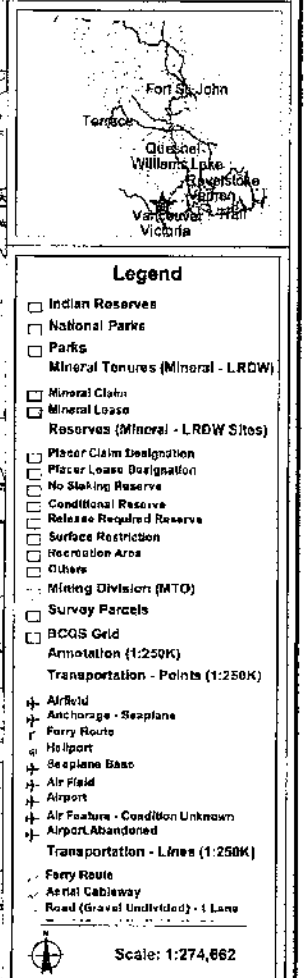 Fort St. John
Terrace
Quesnel
Williams Lake
Revelstoke
Vernon
Vancouver Trail
Victoria
Legend
Indian Reserves
National Parks
Parks
Mineral Tenures (Mineral - LRDW)
Mineral Claim
Mineral Lease
Reserves (Mineral - LRDW Sites)
Placer Claim Designation
Placer Lease Designation
No Staking Reserve
Conditional Reserve
Release Required Reserve
Surface Restriction
Recreation Area
Others
Mining Division (MTO)
Survey Parcels
BCGS Grid
Annotation (1:250K)
Transportation - Points (1:250K)
Airfield
Anchorage - Seaplane
Ferry Route
Heliport
Seaplane Base
Air Field
Airport
Air Feature - Condition Unknown
Airport Abandoned
Transportation - Lines (1:250K)
Ferry Route
Aerial Cableway
Road (Gravel Undivided) - 1 Lane
N
Scale: 1:274,662